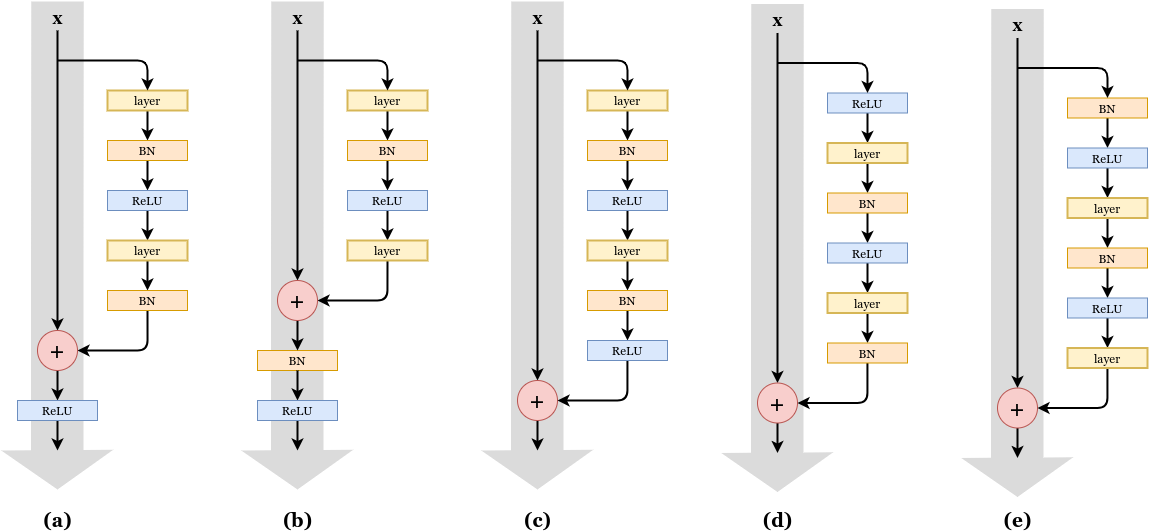 x
layer
BN
ReLU
layer
BN
+
ReLU
(a)
x
layer
BN
ReLU
layer
+
BN
ReLU
(b)
x
layer
BN
ReLU
layer
BN
ReLU
+
(c)
x
ReLU
layer
BN
ReLU
layer
BN
+
(d)
x
BN
ReLU
layer
BN
ReLU
layer
+
(e)